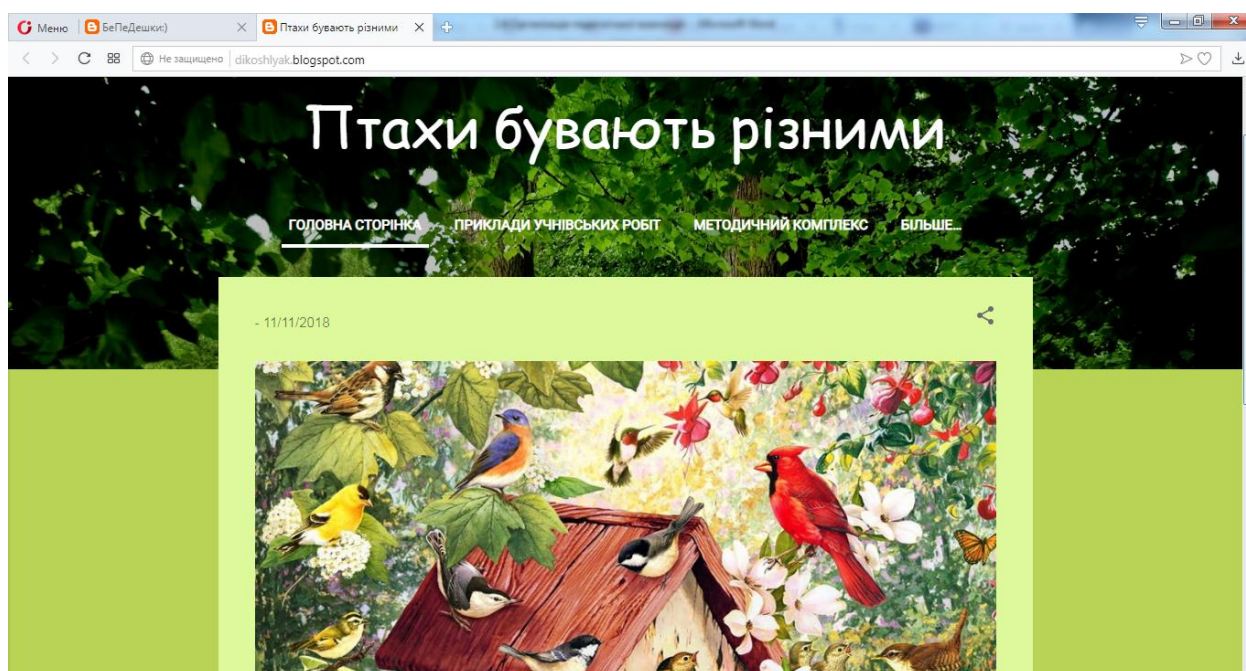 Меню БеПеДешки:) Птахи бувають різними
Не защищено dikoshlyak.blogspot.com
Птахи бувають різними
ГОЛОВНА СТОРІНКА ПРИКЛАДИ УЧНІВСЬКИХ РОБІТ МЕТОДИЧНИЙ КОМПЛЕКС БІЛЬШЕ...
- 11/11/2018